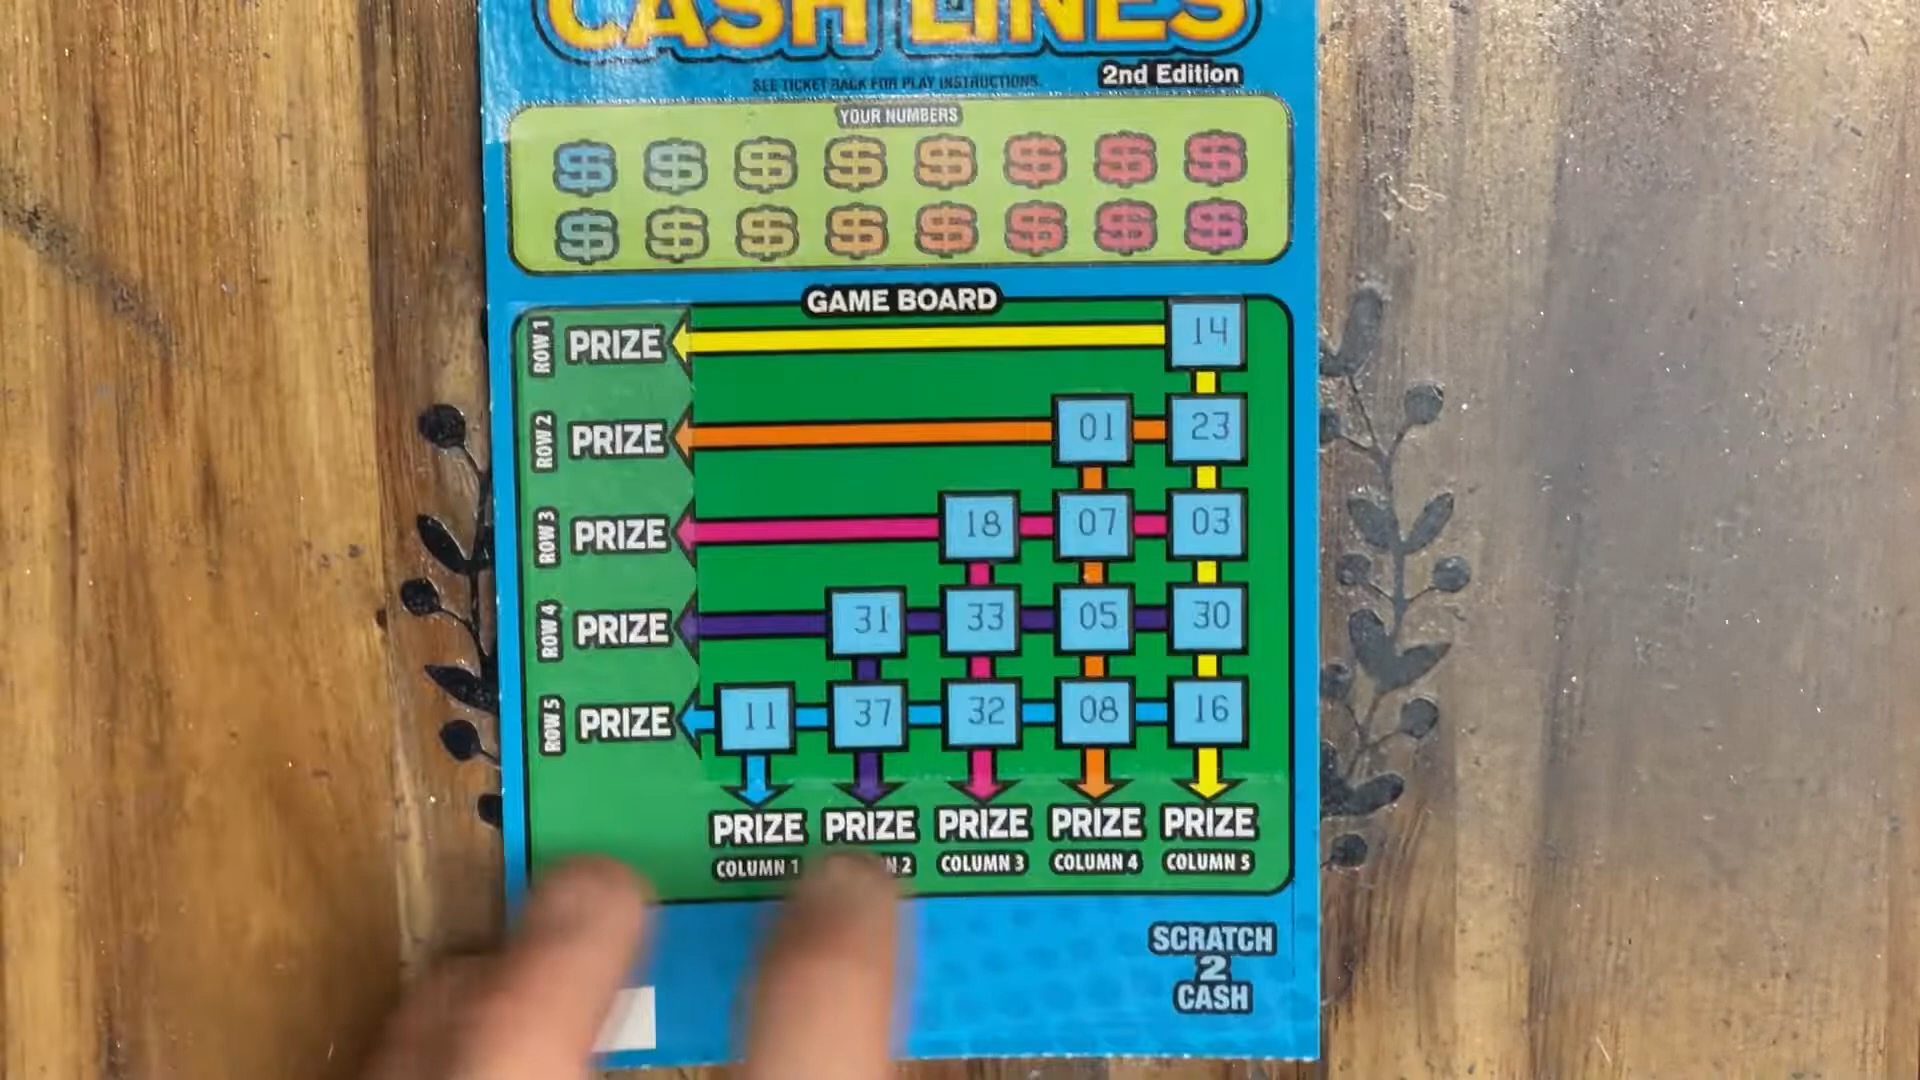 CASH LINES
SEE TICKET BACK FOR PLAY INSTRUCTIONS.
2nd Edition
YOUR NUMBERS
$ $ $ $ $ $ $ $
$ $ $ $ $ $ $ $
GAME BOARD
ROW 1 PRIZE 14
ROW 2 PRIZE 01 23
ROW 3 PRIZE 18 07 03
ROW 4 PRIZE 31 33 05 30
ROW 5 PRIZE 11 37 32 08 16
PRIZE PRIZE PRIZE PRIZE PRIZE
COLUMN 1 2 COLUMN 3 COLUMN 4 COLUMN 5
SCRATCH
2
CASH